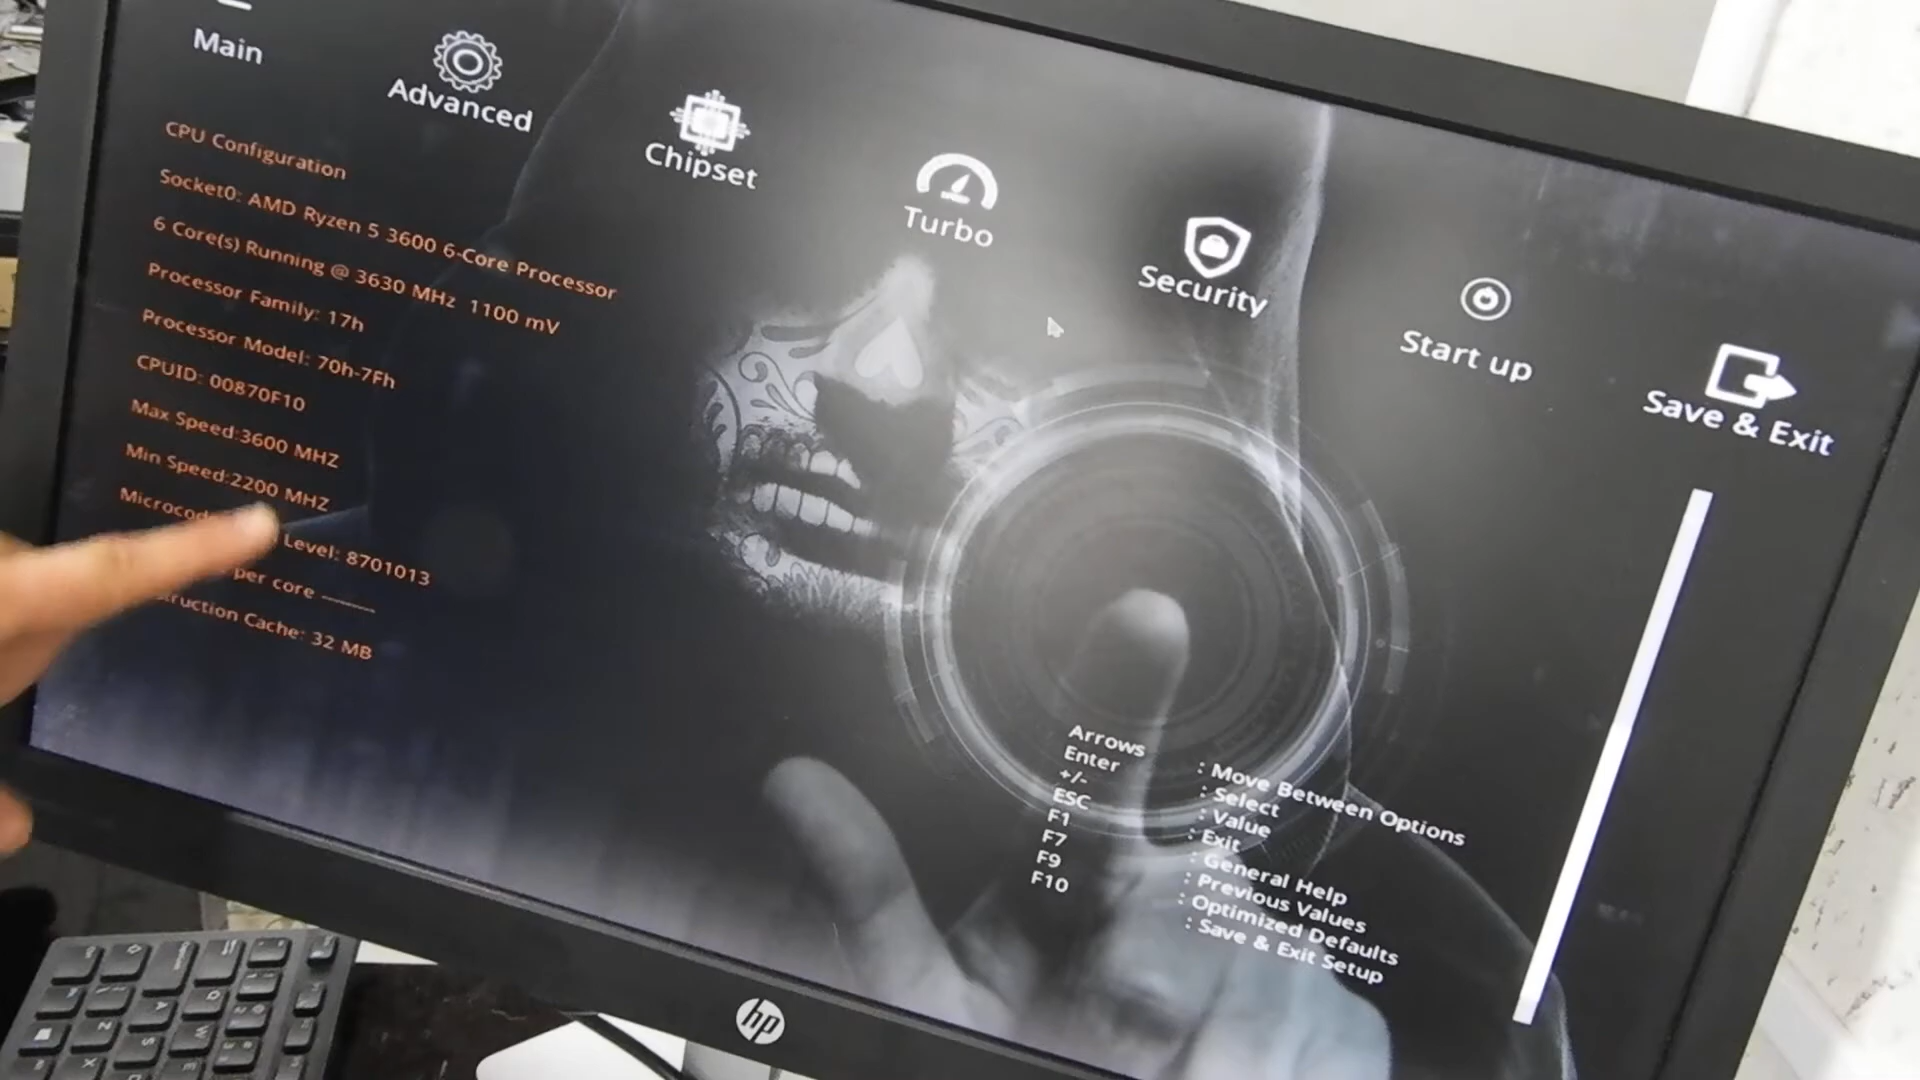 Main
Advanced
Chipset
Turbo
Security
Start up
Save & Exit
CPU Configuration
Socket0: AMD Ryzen 5 3600 6-Core Processor
6 Core(s) Running @ 3630 MHz 1100 mV
Processor Family: 17h
Processor Model: 70h-7Fh
CPUID: 00870F10
Max Speed:3600 MHZ
Min Speed:2200 MHZ
Level: 8701013
per core --------
Cache: 32 MB
Arrows : Move Between Options
Enter : Select
+/- : Value
ESC : Exit
F1 : General Help
F7 : Previous Values
F9 : Optimized Defaults
F10 : Save & Exit Setup
hp